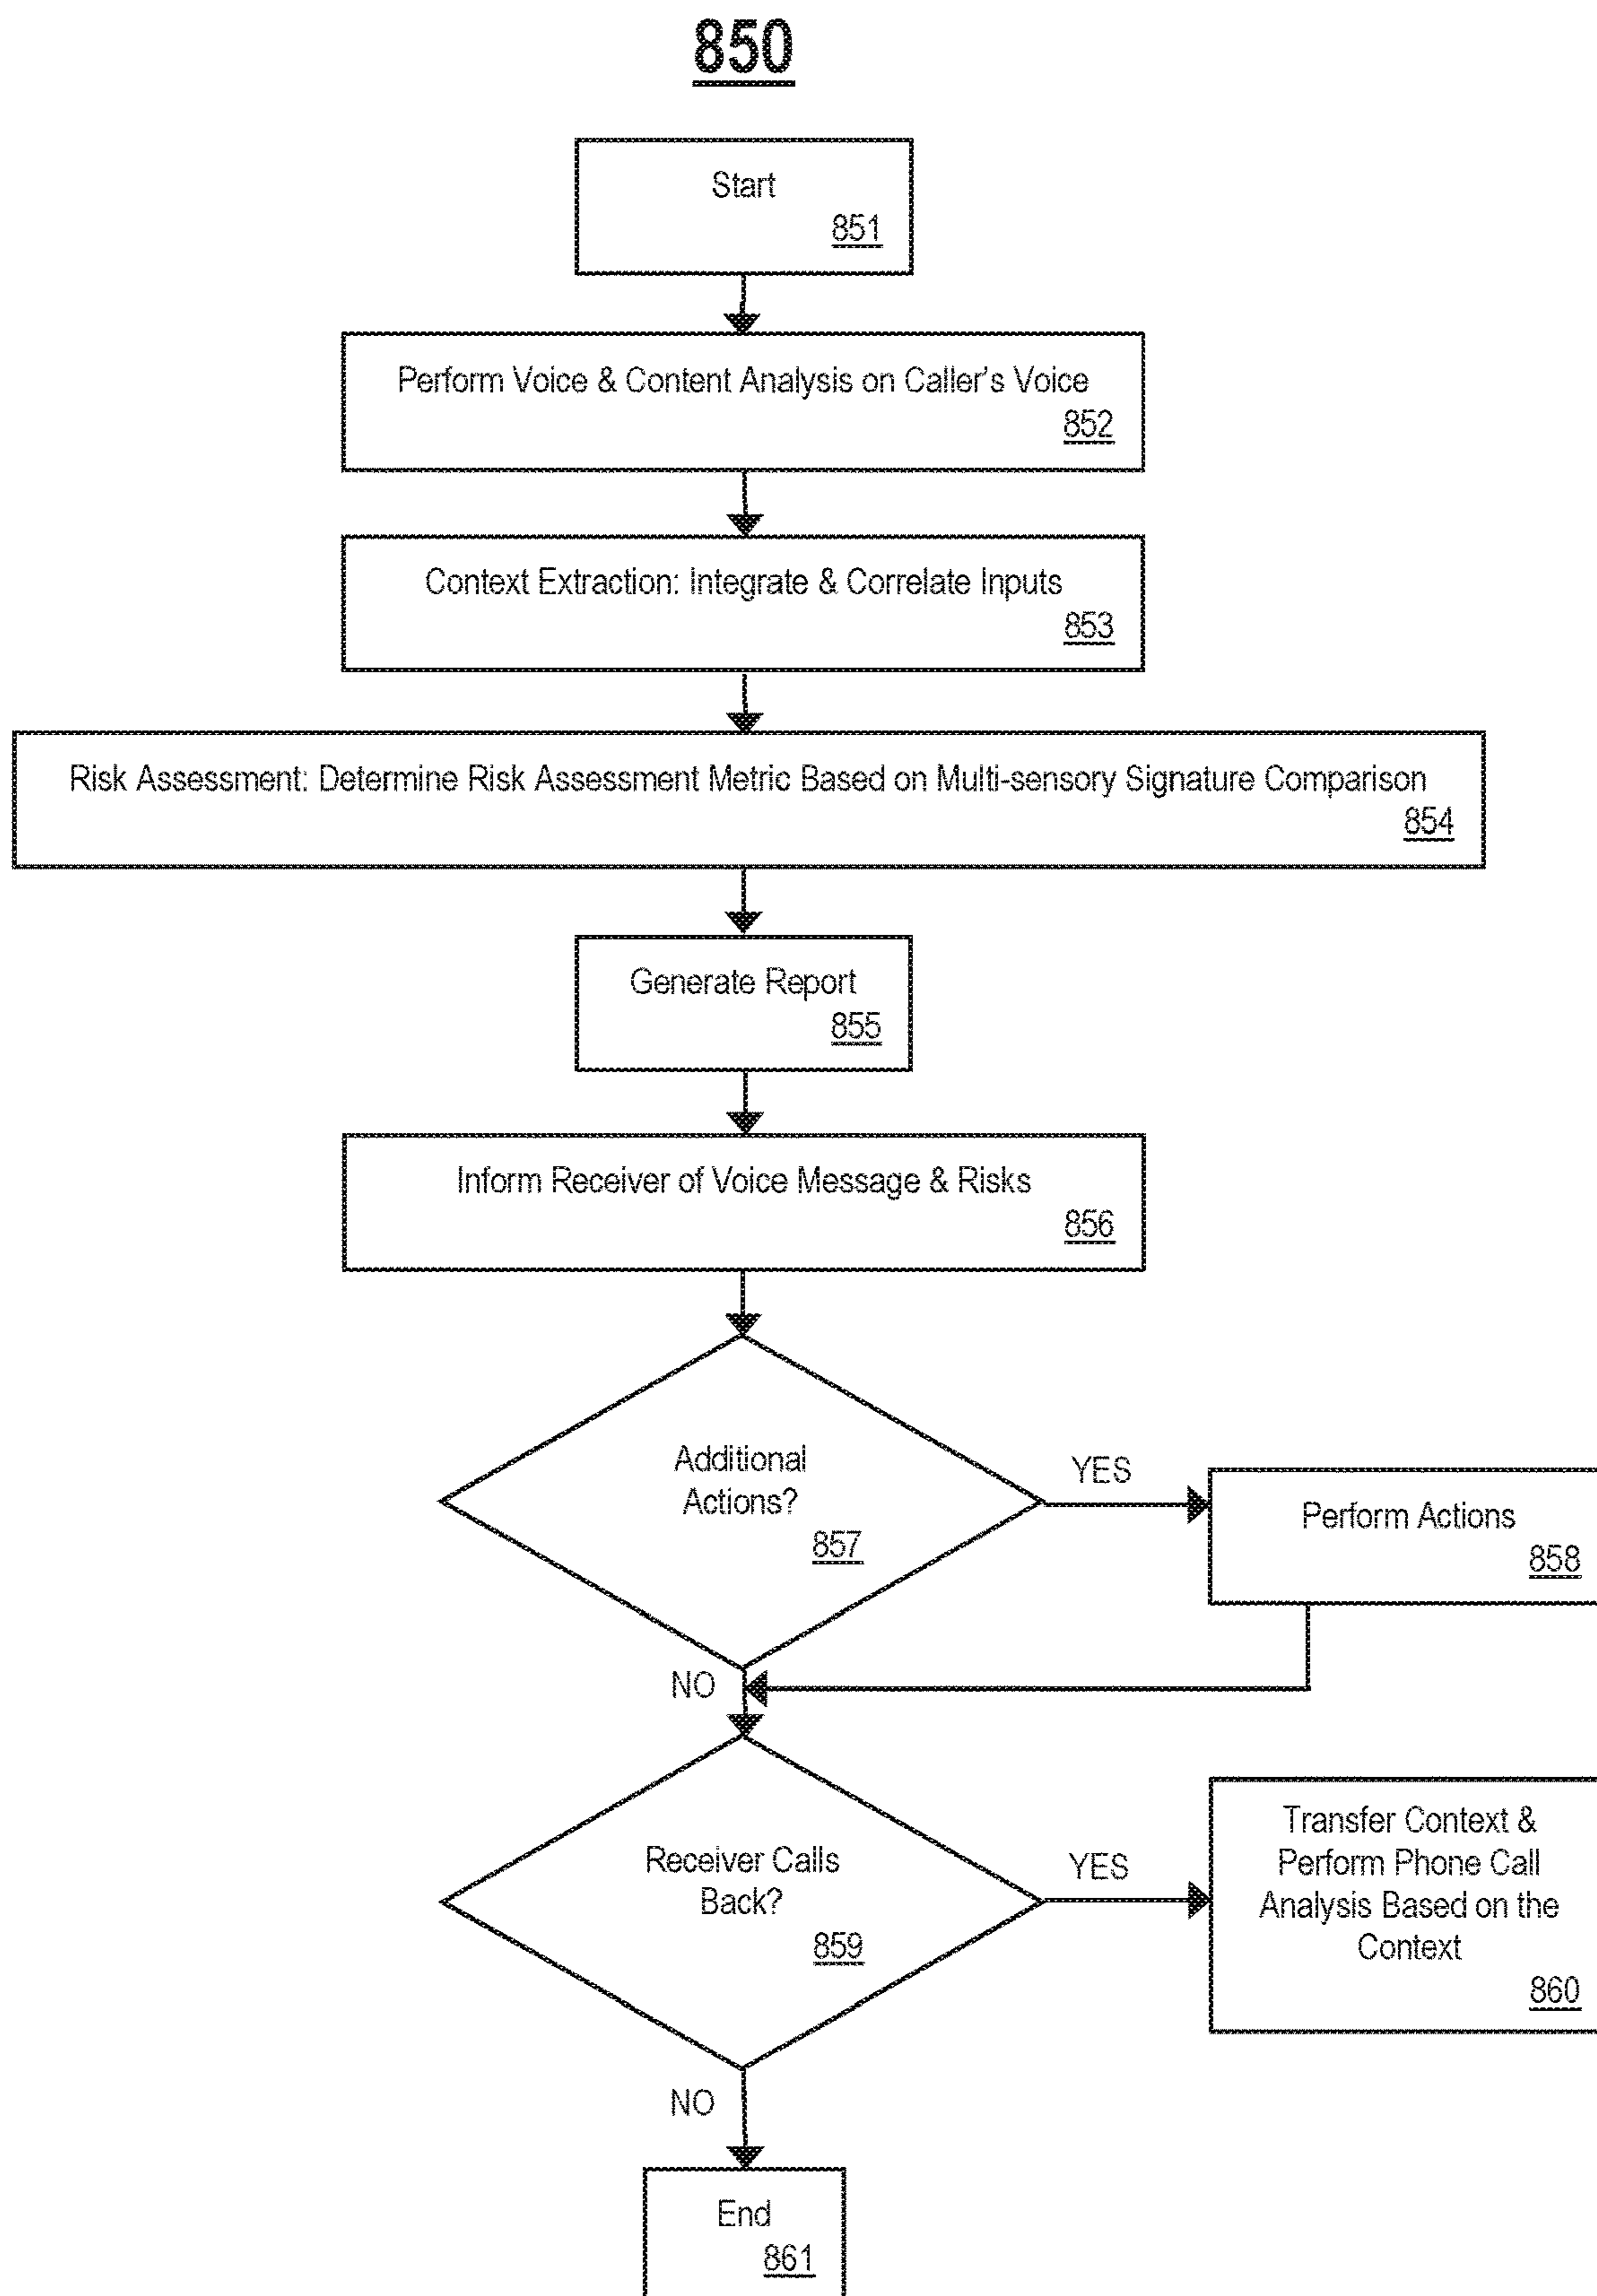 850
Start
851
Perform Voice & Content Analysis on Caller's Voice
852
Context Extraction: Integrate & Correlate Inputs
853
Risk Assessment: Determine Risk Assessment Metric Based on Multi-sensory Signature Comparison
854
Generate Report
855
Inform Receiver of Voice Message & Risks
856
Additional
Actions?
857
YES
Perform Actions
858
NO
Receiver Calls
Back?
859
YES
Transfer Context &
Perform Phone Call
Analysis Based on the
Context
860
NO
End
861